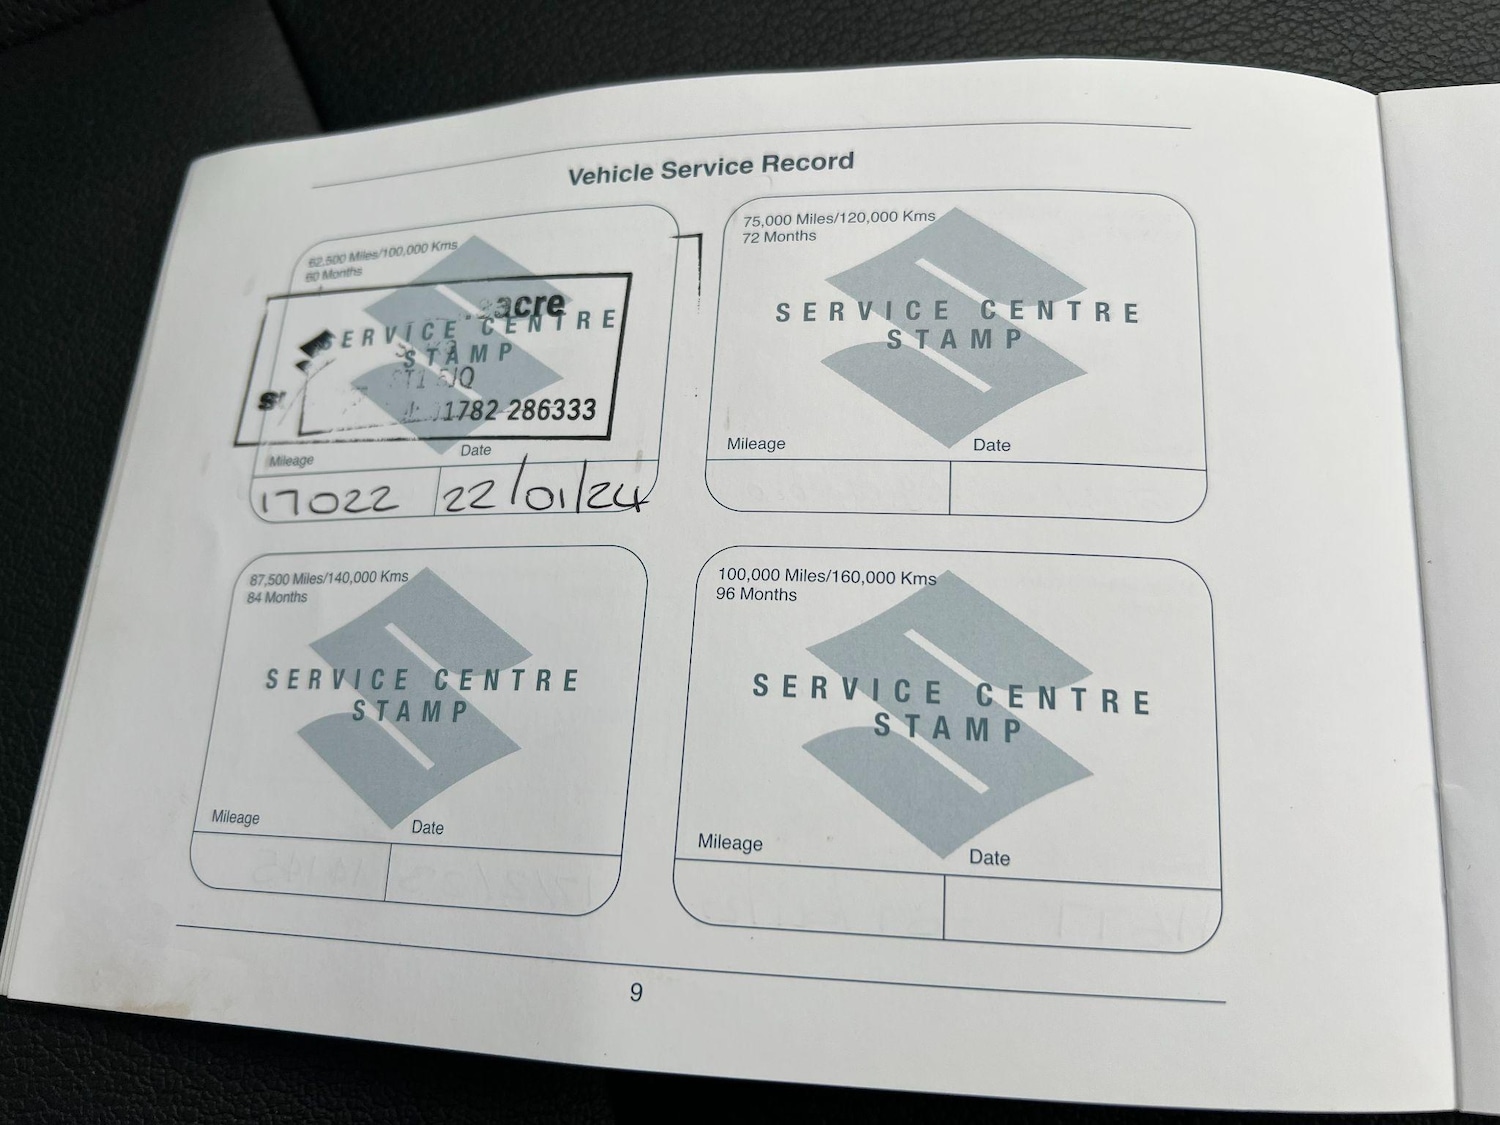 Vehicle Service Record
62,500 Miles/100,000 Kms
60 Months
acre
SERVICE CENTRE
STAMP
ST1 5JQ
1782 286333
Mileage
Date
17022
22/01/24
75,000 Miles/120,000 Kms
72 Months
SERVICE CENTRE
STAMP
Mileage
Date
87,500 Miles/140,000 Kms
84 Months
SERVICE CENTRE
STAMP
Mileage
Date
100,000 Miles/160,000 Kms
96 Months
SERVICE CENTRE
STAMP
Mileage
Date
9